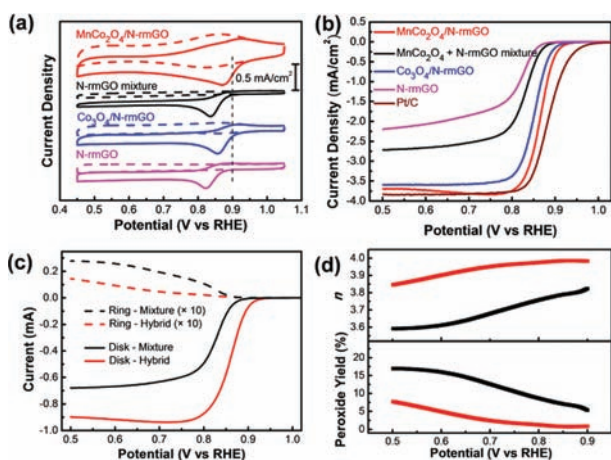 (a)
MnCo2O4/N-rmGO
0.5 mA/cm²
N-rmGO mixture
Co3O4/N-rmGO
N-rmGO
Current Densitry
0.4 0.5 0.6 0.7 0.8 0.9 1.0 1.1
Potential (V vs RHE)
(b)
MnCo2O4/N-rmGO
MnCo2O4 + N-rmGO mixture
Co3O4/N-rmGO
N-rmGO
Pt/C
Current Density (mA/cm²)
0.0
-0.5
-1.0
-1.5
-2.0
-2.5
-3.0
-3.5
-4.0
0.5 0.6 0.7 0.8 0.9 1.0
Potential (V vs RHE)
(c)
Ring - Mixture (× 10)
Ring - Hybrid (× 10)
Disk - Mixture
Disk - Hybrid
Current (mA)
0.4
0.2
0.0
-0.2
-0.4
-0.6
-0.8
-1.0
0.5 0.6 0.7 0.8 0.9 1.0
Potential (V vs RHE)
(d)
n
4.0
3.9
3.8
3.7
3.6
Peroxide Yield (%)
20
15
10
5
0
0.5 0.6 0.7 0.8 0.9
Potential (V vs RHE)